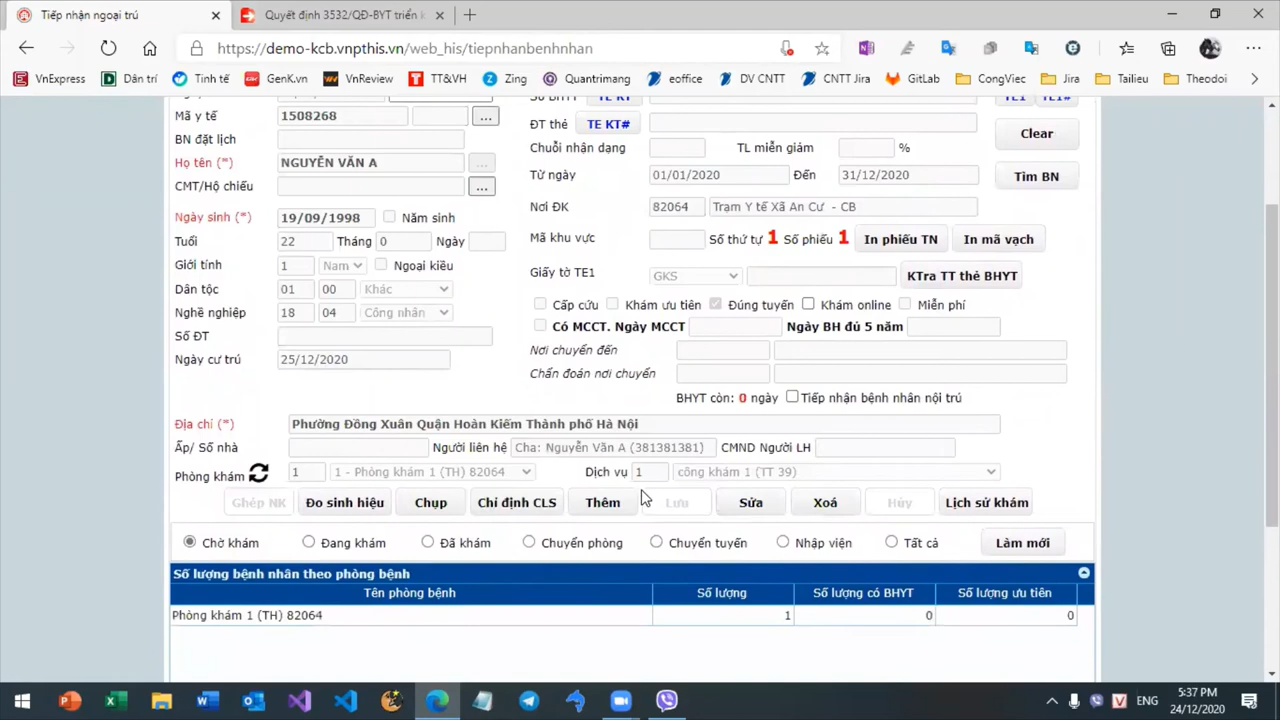 Tiếp nhận ngoại trú
Quyết định 3532/QĐ-BYT triển k
https://demo-kcb.vnpthis.vn/web_his/tiepnhanbenhnhan
VnExpress Dân trí Tinh tế GenK.vn VnReview TT&VH Zing Quantrimang eoffice DV CNTT CNTT Jira GitLab CongViec Jira Tailieu Theodoi
Mã y tế 1508268 ...
BN đặt lịch
Họ tên (*) NGUYỄN VĂN A ...
CMT/Hộ chiếu ...
Ngày sinh (*) 19/09/1998 Năm sinh
Tuổi 22 Tháng 0 Ngày
Giới tính 1 Nam Ngoại kiều
Dân tộc 01 00 Khác
Nghề nghiệp 18 04 Công nhân
Số ĐT
Ngày cư trú 25/12/2020
Số BHYT TE KT TE1 TE1#
ĐT thẻ TE KT# Clear
Chuỗi nhận dạng TL miễn giảm %
Từ ngày 01/01/2020 Đến 31/12/2020 Tìm BN
Nơi ĐK 82064 Trạm Y tế Xã An Cư - CB
Mã khu vực Số thứ tự 1 Số phiếu 1 In phiếu TN In mã vạch
Giấy tờ TE1 GKS KTra TT thẻ BHYT
Cấp cứu Khám ưu tiên Đúng tuyến Khám online Miễn phí
Có MCCT. Ngày MCCT Ngày BH đủ 5 năm
Nơi chuyển đến
Chẩn đoán nơi chuyển
BHYT còn: 0 ngày Tiếp nhận bệnh nhân nội trú
Địa chỉ (*) Phường Đồng Xuân Quận Hoàn Kiếm Thành phố Hà Nội
Ấp/ Số nhà Người liên hệ Cha: Nguyễn Văn A (381381381) CMND Người LH
Phòng khám 1 1 - Phòng khám 1 (TH) 82064 Dịch vụ 1 công khám 1 (TT 39)
Ghép NK Đo sinh hiệu Chụp Chỉ định CLS Thêm Lưu Sửa Xoá Hủy Lịch sử khám
Chờ khám Đang khám Đã khám Chuyển phòng Chuyển tuyến Nhập viện Tất cả Làm mới
Số lượng bệnh nhân theo phòng bệnh
Tên phòng bệnh Số lượng Số lượng có BHYT Số lượng ưu tiên
Phòng khám 1 (TH) 82064 1 0 0
ENG
5:37 PM
24/12/2020